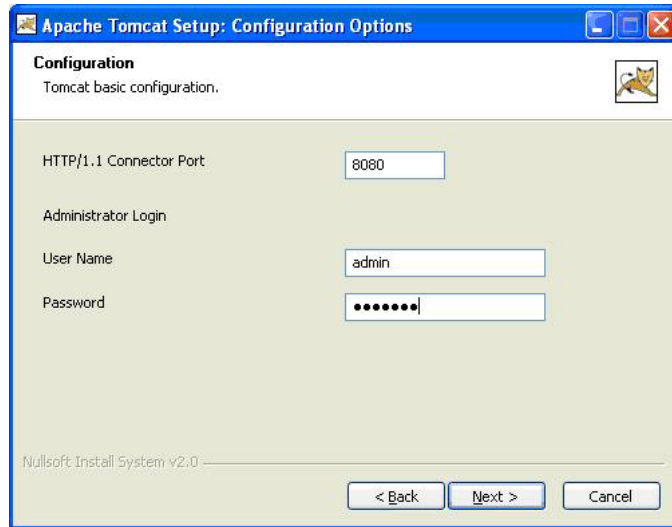 Apache Tomcat Setup: Configuration Options
Configuration
Tomcat basic configuration.
HTTP/1.1 Connector Port 8080
Administrator Login
User Name admin
Password •••••••
Nullsoft Install System v2.0
< Back Next > Cancel